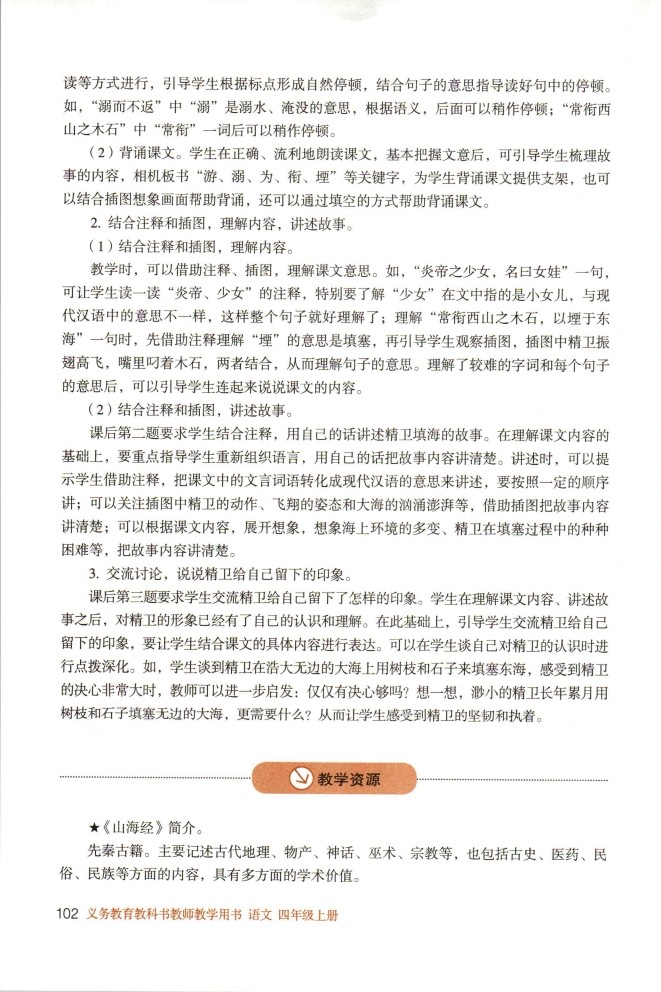 读等方式进行，引导学生根据标点形成自然停顿，结合句子的意思指导读好句中的停顿。
如，“溺而不返”中“溺”是溺水、淹没的意思，根据语义，后面可以稍作停顿；“常衔西
山之木石”中“常衔”一词后可以稍作停顿。
（2）背诵课文。学生在正确、流利地朗读课文，基本把握文意后，可引导学生梳理故
事的内容，相机板书“游、溺、为、衔、堙”等关键字，为学生背诵课文提供支架，也可
以结合插图想象画面帮助背诵，还可以通过填空的方式帮助背诵课文。
2. 结合注释和插图，理解内容，讲述故事。
（1）结合注释和插图，理解内容。
教学时，可以借助注释、插图，理解课文意思。如，“炎帝之少女，名曰女娃”一句，
可让学生读一读“炎帝、少女”的注释，特别要了解“少女”在文中指的是小女儿，与现
代汉语中的意思不一样，这样整个句子就好理解了；理解“常衔西山之木石，以堙于东
海”一句时，先借助注释理解“堙”的意思是填塞，再引导学生观察插图，插图中精卫振
翅高飞，嘴里叼着木石，两者结合，从而理解句子的意思。理解了较难的字词和每个句子
的意思后，可以引导学生连起来说说课文的内容。
（2）结合注释和插图，讲述故事。
课后第二题要求学生结合注释，用自己的话讲述精卫填海的故事。在理解课文内容的
基础上，要重点指导学生重新组织语言，用自己的话把故事内容讲清楚。讲述时，可以提
示学生借助注释，把课文中的文言词语转化成现代汉语的意思来讲述，要按照一定的顺序
讲；可以关注插图中精卫的动作、飞翔的姿态和大海的汹涌澎湃等，借助插图把故事内容
讲清楚；可以根据课文内容，展开想象，想象海上环境的多变、精卫在填塞过程中的种种
困难等，把故事内容讲清楚。
3. 交流讨论，说说精卫给自己留下的印象。
课后第三题要求学生交流精卫给自己留下了怎样的印象。学生在理解课文内容、讲述故
事之后，对精卫的形象已经有了自己的认识和理解。在此基础上，引导学生交流精卫给自己
留下的印象，要让学生结合课文的具体内容进行表达。可以在学生谈自己对精卫的认识时进
行点拨深化。如，学生谈到精卫在浩大无边的大海上用树枝和石子来填塞东海，感受到精卫
的决心非常大时，教师可以进一步启发：仅仅有决心够吗？想一想，渺小的精卫长年累月用
树枝和石子填塞无边的大海，更需要什么？从而让学生感受到精卫的坚韧和执着。
教学资源
★《山海经》简介。
先秦古籍。主要记述古代地理、物产、神话、巫术、宗教等，也包括古史、医药、民
俗、民族等方面的内容，具有多方面的学术价值。
102 义务教育教科书教师教学用书 语文 四年级上册